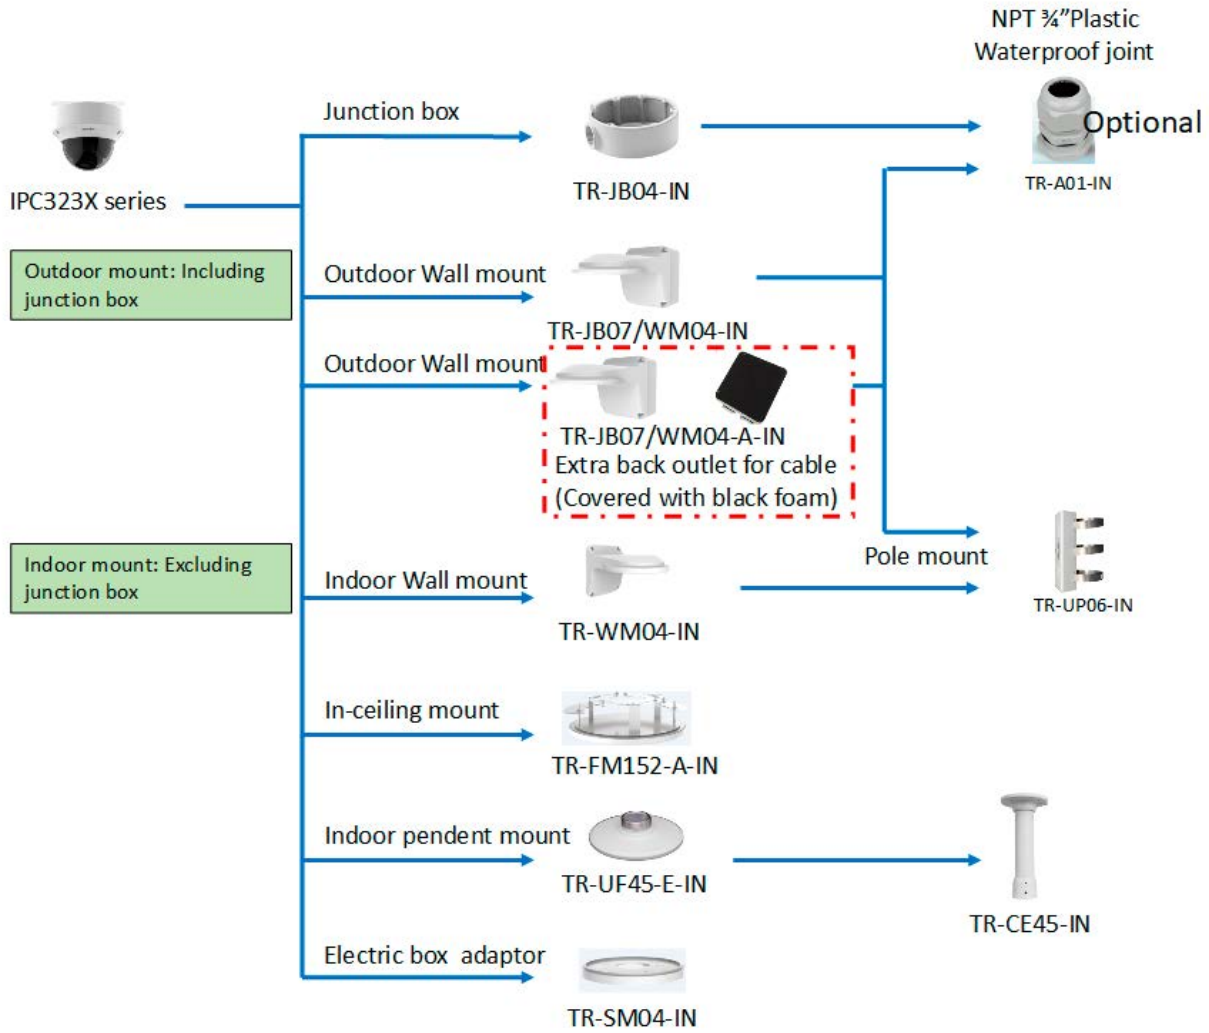 NPT ¾”Plastic
Waterproof joint
Junction box
Optional
TR-A01-IN
TR-JB04-IN
IPC323X series
Outdoor mount: Including
junction box
Outdoor Wall mount
TR-JB07/WM04-IN
Outdoor Wall mount
TR-JB07/WM04-A-IN
Extra back outlet for cable
(Covered with black foam)
Indoor mount: Excluding
junction box
Indoor Wall mount
TR-WM04-IN
Pole mount
TR-UP06-IN
In-ceiling mount
TR-FM152-A-IN
Indoor pendent mount
TR-UF45-E-IN
TR-CE45-IN
Electric box adaptor
TR-SM04-IN